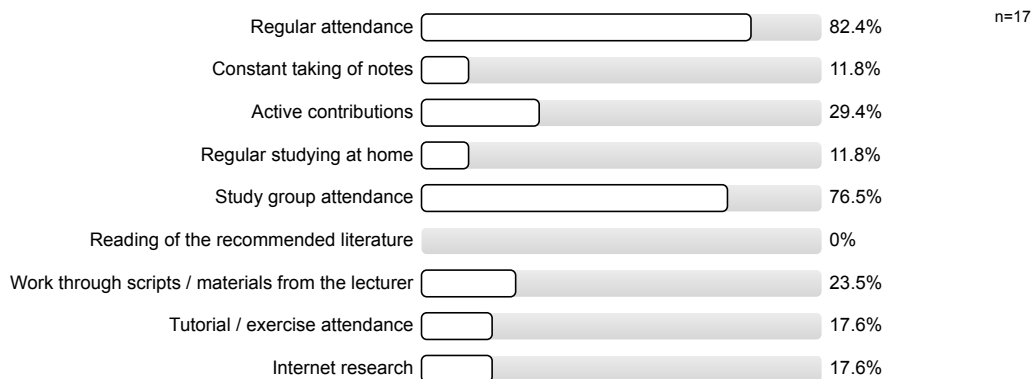 Regular attendance 82.4% n=17
Constant taking of notes 11.8%
Active contributions 29.4%
Regular studying at home 11.8%
Study group attendance 76.5%
Reading of the recommended literature 0%
Work through scripts / materials from the lecturer 23.5%
Tutorial / exercise attendance 17.6%
Internet research 17.6%